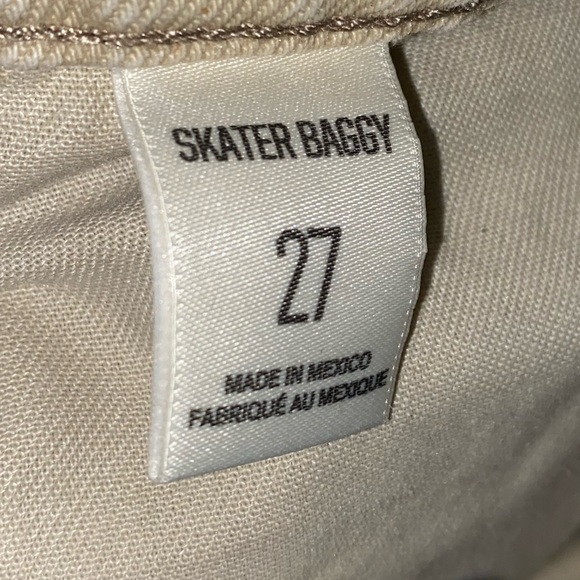 SKATER BAGGY
27
MADE IN MEXICO
FABRIQUÉ AU MEXIQUE